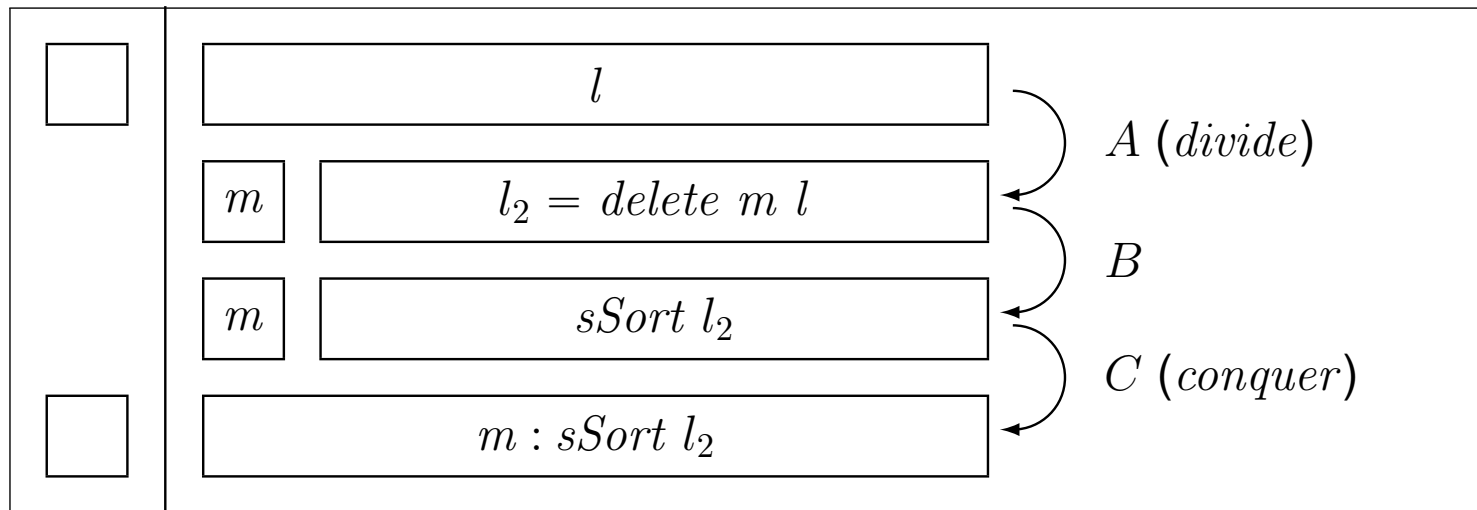 l
A (divide)
m l₂ = delete m l
B
m sSort l₂
C (conquer)
m : sSort l₂